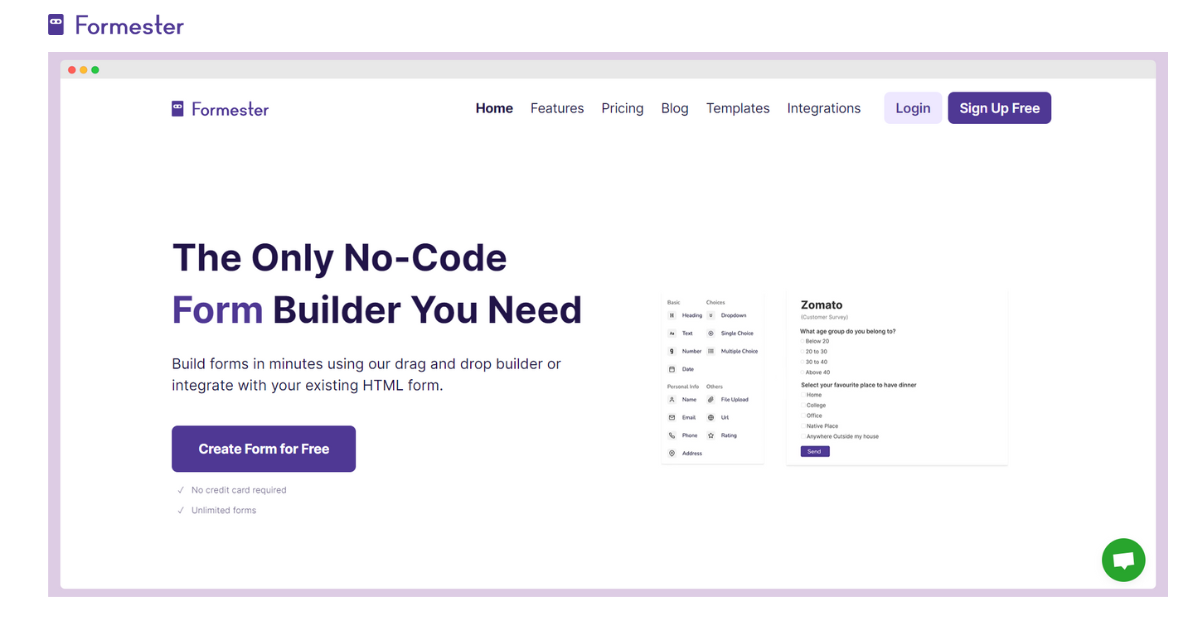 Formester
Formester
Home Features Pricing Blog Templates Integrations Login Sign Up Free
The Only No-Code
Form Builder You Need
Build forms in minutes using our drag and drop builder or
integrate with your existing HTML form.
Create Form for Free
✓ No credit card required
✓ Unlimited forms
Basic Choices
Heading Dropdown
Text Single Choice
Number Multiple Choice
Date
Personal Info Others
Name File Upload
Email Url
Phone Rating
Address
Zomato
(Customer Survey)
What age group do you belong to?
Below 20
20 to 30
30 to 40
Above 40
Select your favourite place to have dinner
Home
College
Office
Native Place
Anywhere Outside my house
Send